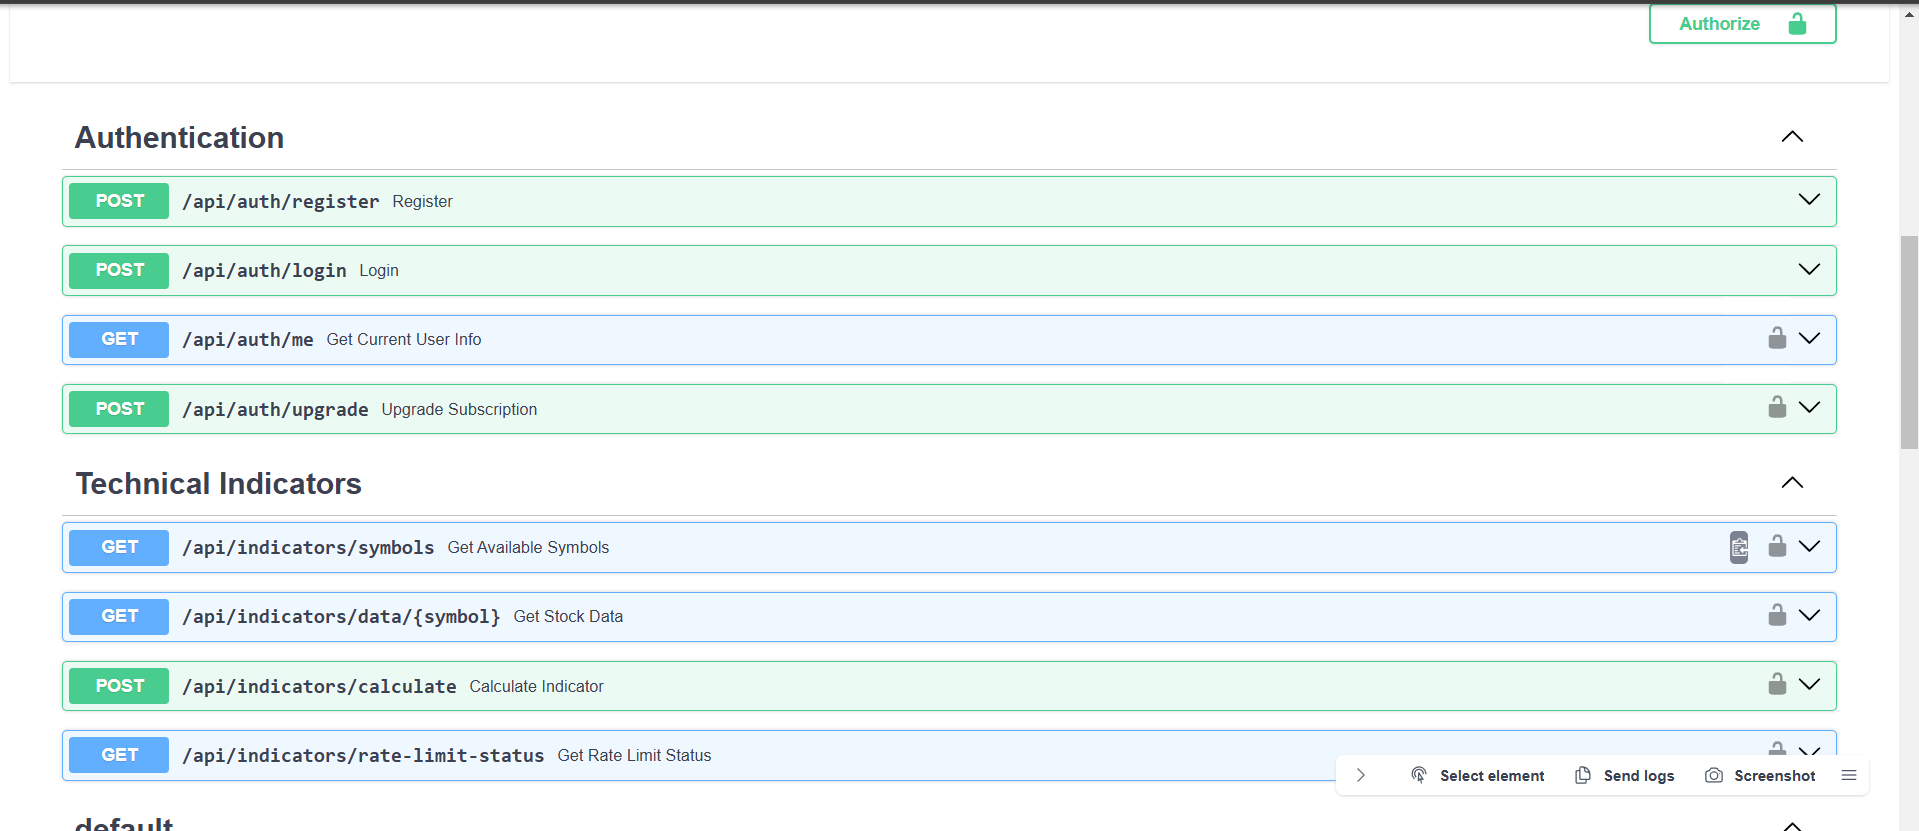 Authorize
Authentication
POST /api/auth/register Register
POST /api/auth/login Login
GET /api/auth/me Get Current User Info
POST /api/auth/upgrade Upgrade Subscription
Technical Indicators
GET /api/indicators/symbols Get Available Symbols
GET /api/indicators/data/{symbol} Get Stock Data
POST /api/indicators/calculate Calculate Indicator
GET /api/indicators/rate-limit-status Get Rate Limit Status
Select element Send logs Screenshot
default